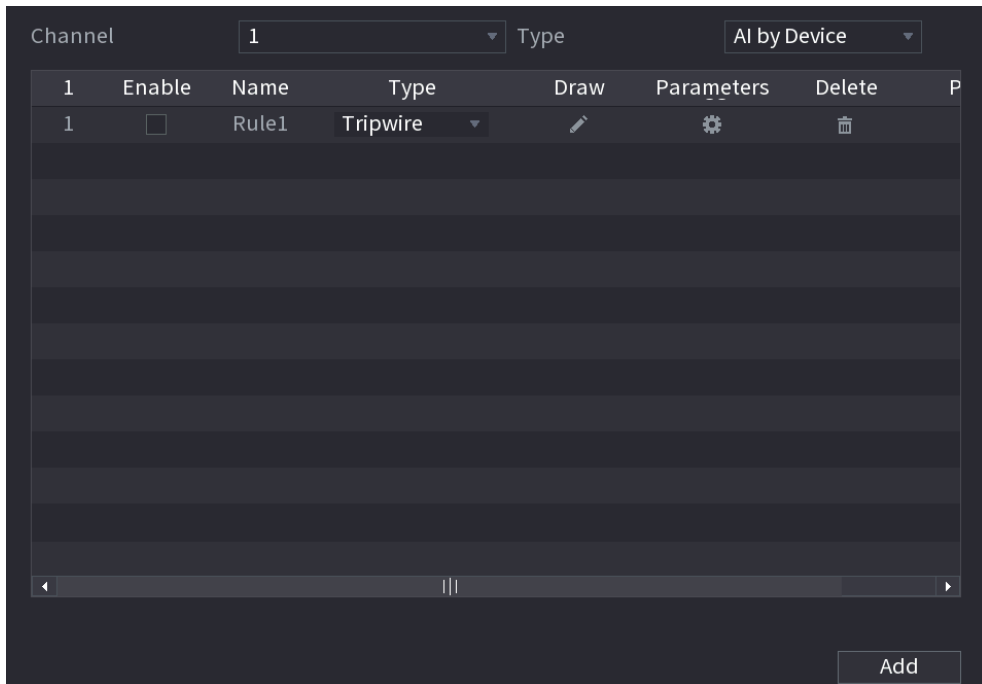 Channel 1 Type AI by Device
1 Enable Name Type Draw Parameters Delete P
1 Rule1 Tripwire
Add